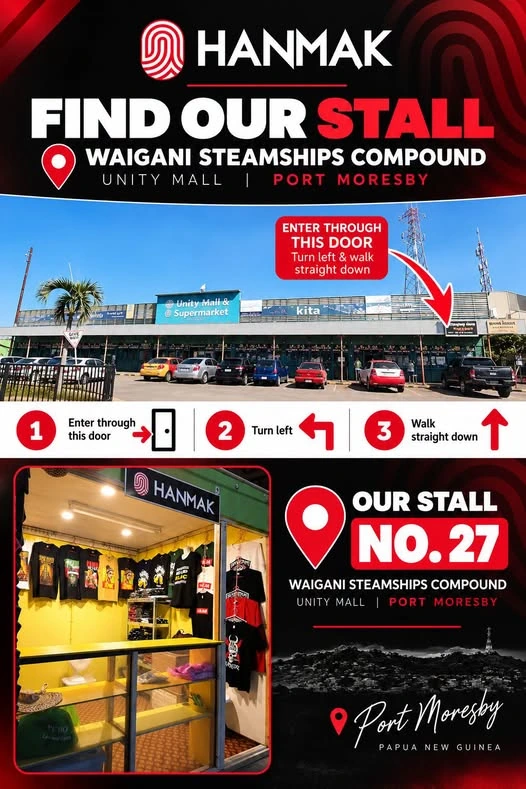 HANMAK
FIND OUR STALL
WAIGANI STEAMSHIPS COMPOUND
UNITY MALL | PORT MORESBY
ENTER THROUGH
THIS DOOR
Turn left & walk
straight down
Unity Mall &
Supermarket
kita
1
Enter through
this door
2
Turn left
3
Walk
straight down
HANMAK
OUR STALL
NO. 27
WAIGANI STEAMSHIPS COMPOUND
UNITY MALL | PORT MORESBY
Port Moresby
PAPUA NEW GUINEA